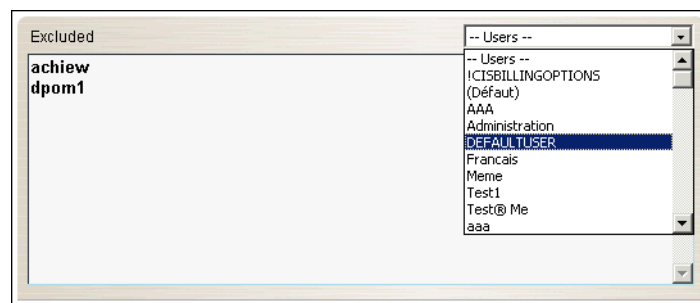 Excluded
-- Users --
achiew
dpom1
-- Users --
!CISBILLINGOPTIONS
(Défaut)
AAA
Administration
DEFAULTUSER
Francais
Meme
Test1
Test® Me
aaa